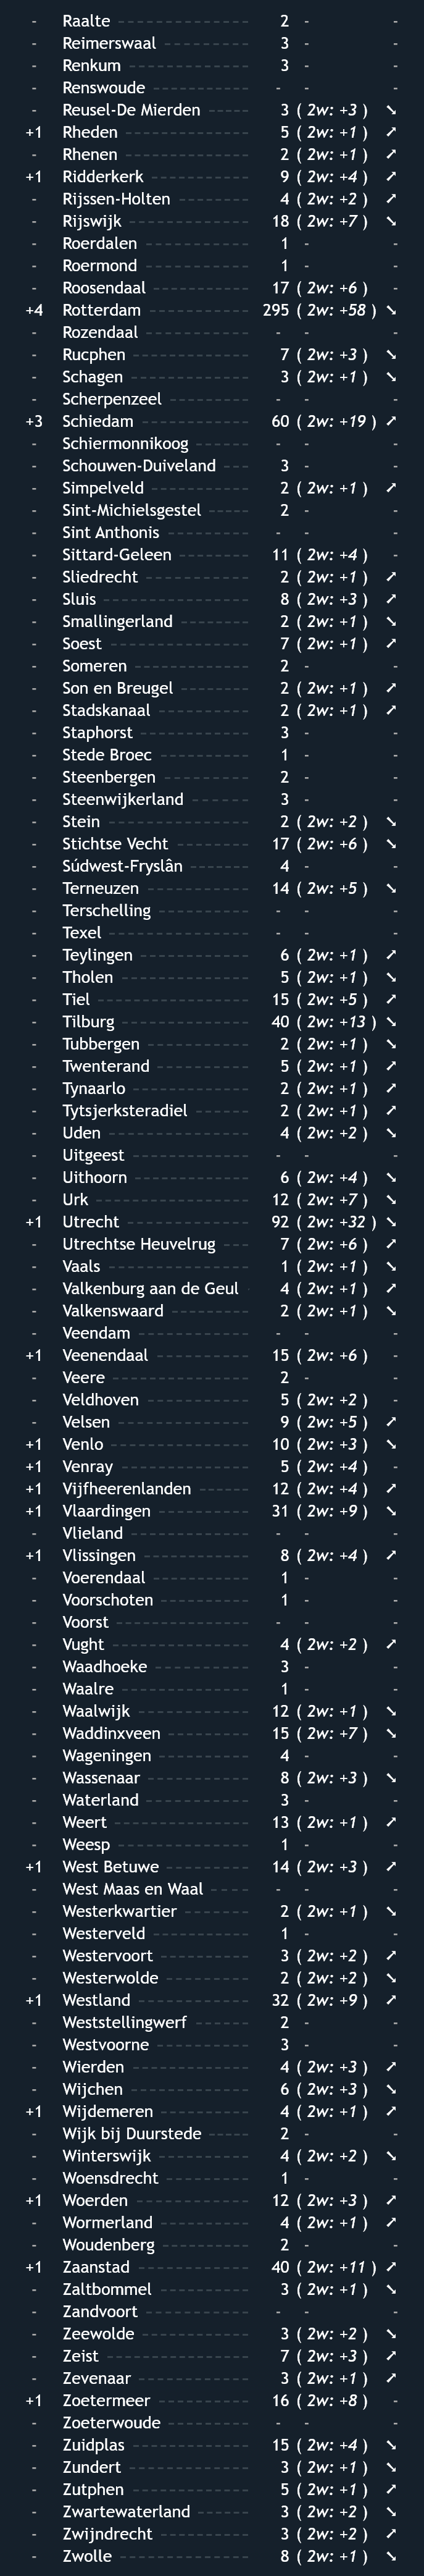 - Raalte 2 - -
- Reimerswaal 3 - -
- Renkum 3 - -
- Renswoude - - -
- Reusel-De Mierden 3 ( 2w: +3 ) ↘
+1 Rheden 5 ( 2w: +1 ) ↗
- Rhenen 2 ( 2w: +1 ) ↗
+1 Ridderkerk 9 ( 2w: +4 ) ↗
- Rijssen-Holten 4 ( 2w: +2 ) ↗
- Rijswijk 18 ( 2w: +7 ) ↘
- Roerdalen 1 - -
- Roermond 1 - -
- Roosendaal 17 ( 2w: +6 ) -
+4 Rotterdam 295 ( 2w: +58 ) ↘
- Rozendaal - - -
- Rucphen 7 ( 2w: +3 ) ↘
- Schagen 3 ( 2w: +1 ) ↘
- Scherpenzeel - - -
+3 Schiedam 60 ( 2w: +19 ) ↗
- Schiermonnikoog - - -
- Schouwen-Duiveland 3 - -
- Simpelveld 2 ( 2w: +1 ) ↗
- Sint-Michielsgestel 2 - -
- Sint Anthonis - - -
- Sittard-Geleen 11 ( 2w: +4 ) -
- Sliedrecht 2 ( 2w: +1 ) ↗
- Sluis 8 ( 2w: +3 ) ↗
- Smallingerland 2 ( 2w: +1 ) ↘
- Soest 7 ( 2w: +1 ) ↗
- Someren 2 - -
- Son en Breugel 2 ( 2w: +1 ) ↗
- Stadskanaal 2 ( 2w: +1 ) ↗
- Staphorst 3 - -
- Stede Broec 1 - -
- Steenbergen 2 - -
- Steenwijkerland 3 - -
- Stein 2 ( 2w: +2 ) ↘
- Stichtse Vecht 17 ( 2w: +6 ) ↘
- Súdwest-Fryslân 4 - -
- Terneuzen 14 ( 2w: +5 ) ↘
- Terschelling - - -
- Texel - - -
- Teylingen 6 ( 2w: +1 ) ↗
- Tholen 5 ( 2w: +1 ) ↘
- Tiel 15 ( 2w: +5 ) ↗
- Tilburg 40 ( 2w: +13 ) ↘
- Tubbergen 2 ( 2w: +1 ) ↘
- Twenterand 5 ( 2w: +1 ) ↗
- Tynaarlo 2 ( 2w: +1 ) ↗
- Tytsjerksteradiel 2 ( 2w: +1 ) ↗
- Uden 4 ( 2w: +2 ) ↘
- Uitgeest - - -
- Uithoorn 6 ( 2w: +4 ) ↘
- Urk 12 ( 2w: +7 ) ↘
+1 Utrecht 92 ( 2w: +32 ) ↘
- Utrechtse Heuvelrug 7 ( 2w: +6 ) ↗
- Vaals 1 ( 2w: +1 ) ↘
- Valkenburg aan de Geul 4 ( 2w: +1 ) ↗
- Valkenswaard 2 ( 2w: +1 ) ↘
- Veendam - - -
+1 Veenendaal 15 ( 2w: +6 ) -
- Veere 2 - -
- Veldhoven 5 ( 2w: +2 ) -
- Velsen 9 ( 2w: +5 ) ↗
+1 Venlo 10 ( 2w: +3 ) ↘
+1 Venray 5 ( 2w: +4 ) -
+1 Vijfheerenlanden 12 ( 2w: +4 ) ↗
+1 Vlaardingen 31 ( 2w: +9 ) ↘
- Vlieland - - -
+1 Vlissingen 8 ( 2w: +4 ) ↗
- Voerendaal 1 - -
- Voorschoten 1 - -
- Voorst - - -
- Vught 4 ( 2w: +2 ) ↗
- Waadhoeke 3 - -
- Waalre 1 - -
- Waalwijk 12 ( 2w: +1 ) ↘
- Waddinxveen 15 ( 2w: +7 ) ↘
- Wageningen 4 - -
- Wassenaar 8 ( 2w: +3 ) ↘
- Waterland 3 - -
- Weert 13 ( 2w: +1 ) ↗
- Weesp 1 - -
+1 West Betuwe 14 ( 2w: +3 ) ↗
- West Maas en Waal - - -
- Westerkwartier 2 ( 2w: +1 ) ↘
- Westerveld 1 - -
- Westervoort 3 ( 2w: +2 ) ↗
- Westerwolde 2 ( 2w: +2 ) ↘
+1 Westland 32 ( 2w: +9 ) ↗
- Weststellingwerf 2 - -
- Westvoorne 3 - -
- Wierden 4 ( 2w: +3 ) ↗
- Wijchen 6 ( 2w: +3 ) ↘
+1 Wijdemeren 4 ( 2w: +1 ) ↗
- Wijk bij Duurstede 2 - -
- Winterswijk 4 ( 2w: +2 ) ↘
- Woensdrecht 1 - -
+1 Woerden 12 ( 2w: +3 ) ↗
- Wormerland 4 ( 2w: +1 ) ↗
- Woudenberg 2 - -
+1 Zaanstad 40 ( 2w: +11 ) ↗
- Zaltbommel 3 ( 2w: +1 ) ↘
- Zandvoort - - -
- Zeewolde 3 ( 2w: +2 ) ↘
- Zeist 7 ( 2w: +3 ) ↗
- Zevenaar 3 ( 2w: +1 ) ↗
+1 Zoetermeer 16 ( 2w: +8 ) -
- Zoeterwoude - - -
- Zuidplas 15 ( 2w: +4 ) ↘
- Zundert 3 ( 2w: +1 ) ↘
- Zutphen 5 ( 2w: +1 ) ↗
- Zwartewaterland 3 ( 2w: +2 ) ↘
- Zwijndrecht 3 ( 2w: +2 ) ↗
- Zwolle 8 ( 2w: +1 ) ↘